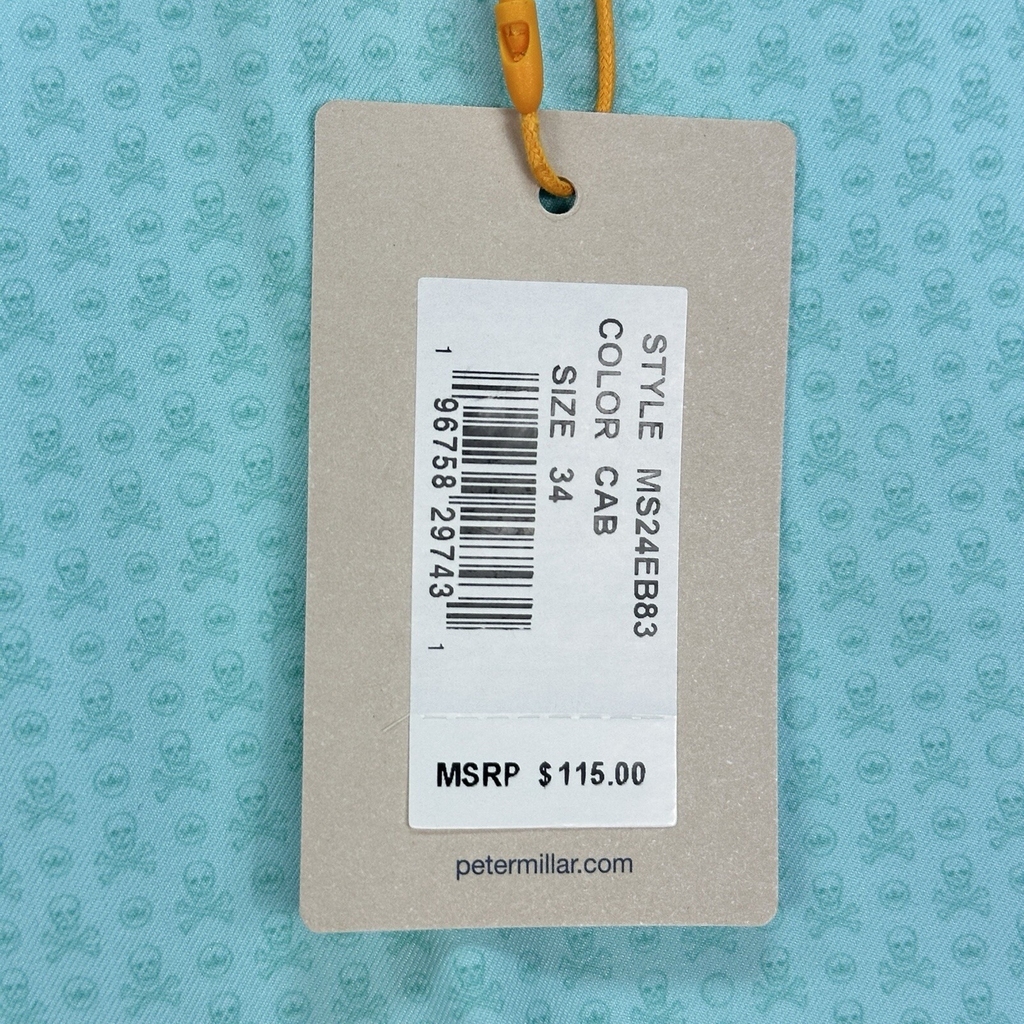 STYLE MS24EB83
COLOR CAB
SIZE 34
1 96758 29743 1
MSRP $115.00
petermillar.com